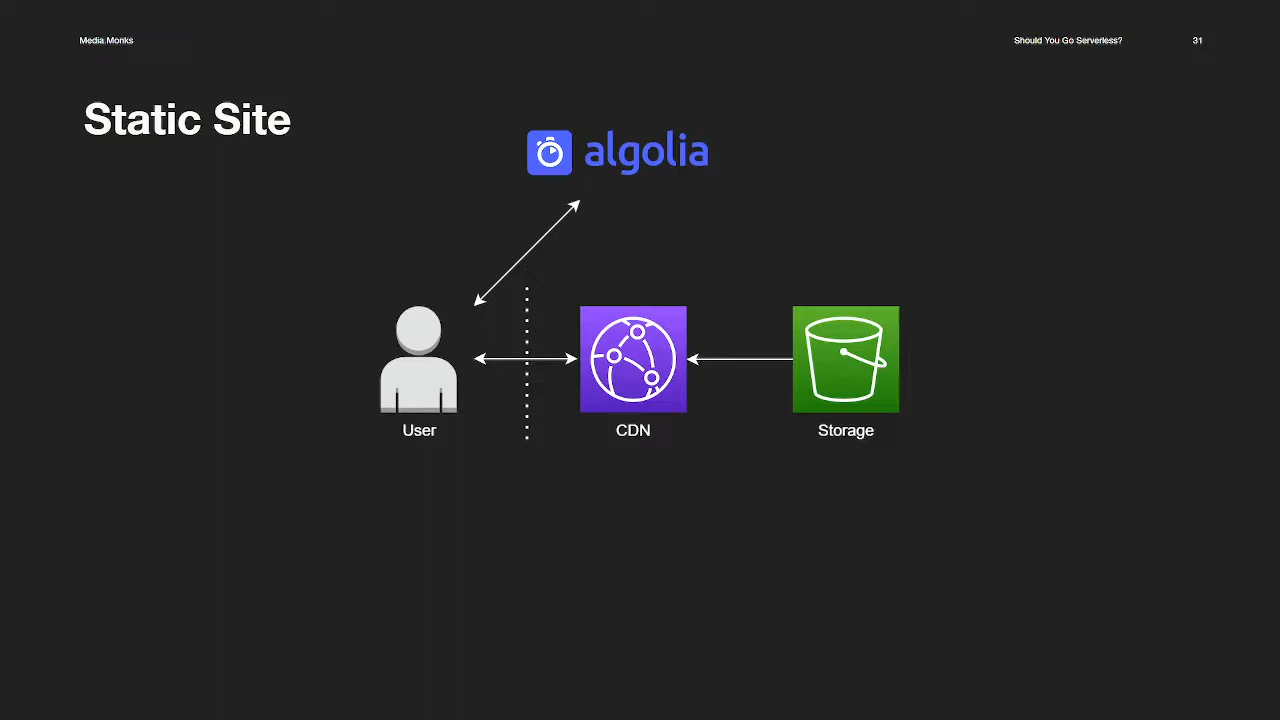 Media.Monks
Should You Go Serverless?
31
Static Site
algolia
User
CDN
Storage